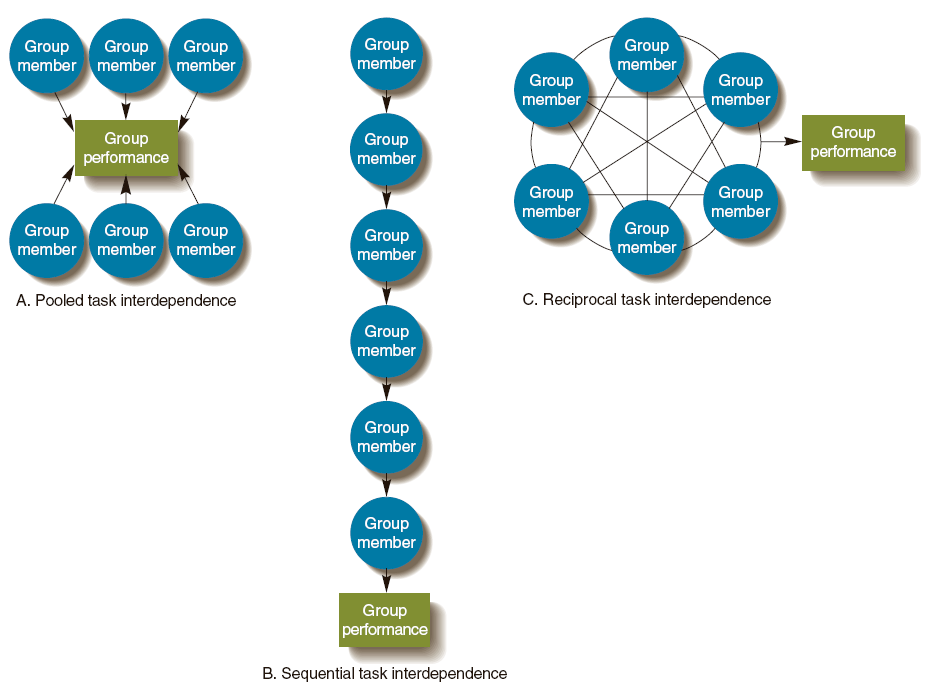 Group
member
Group
member
Group
member
Group
performance
Group
member
Group
member
Group
member
A. Pooled task interdependence
Group
member
Group
member
Group
member
Group
member
Group
member
Group
member
Group
performance
B. Sequential task interdependence
Group
member
Group
member
Group
member
Group
member
Group
member
Group
member
Group
performance
C. Reciprocal task interdependence